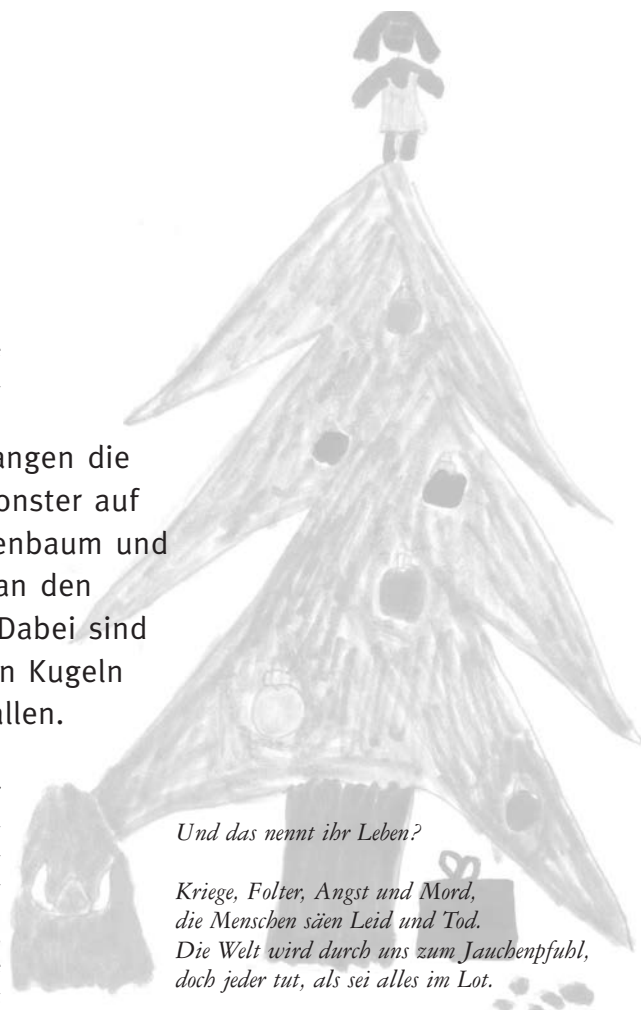 angen die
onster auf
enbaum und
an den
Dabei sind
n Kugeln
allen.
Und das nennt ihr Leben?
Kriege, Folter, Angst und Mord,
die Menschen säen Leid und Tod.
Die Welt wird durch uns zum Jauchenpfuhl,
doch jeder tut, als sei alles im Lot.